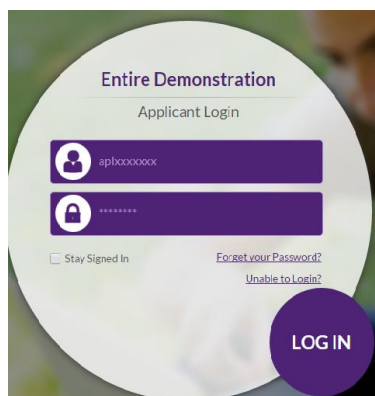 Entire Demonstration
Applicant Login
aplxxxxxxx
********
Stay Signed In Forget your Password?
Unable to Login?
LOG IN